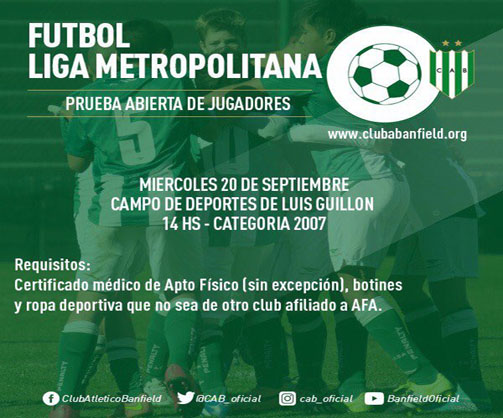 FUTBOL
LIGA METROPOLITANA
PRUEBA ABIERTA DE JUGADORES
C A B
www.clubabanfield.org
5
MIERCOLES 20 DE SEPTIEMBRE
CAMPO DE DEPORTES DE LUIS GUILLON
14 HS - CATEGORIA 2007
Requisitos:
Certificado médico de Apto Físico (sin excepción), botines
y ropa deportiva que no sea de otro club afiliado a AFA.
PENALTY
ClubAtleticoBanfield @CAB_oficial cab_oficial BanfieldOficial